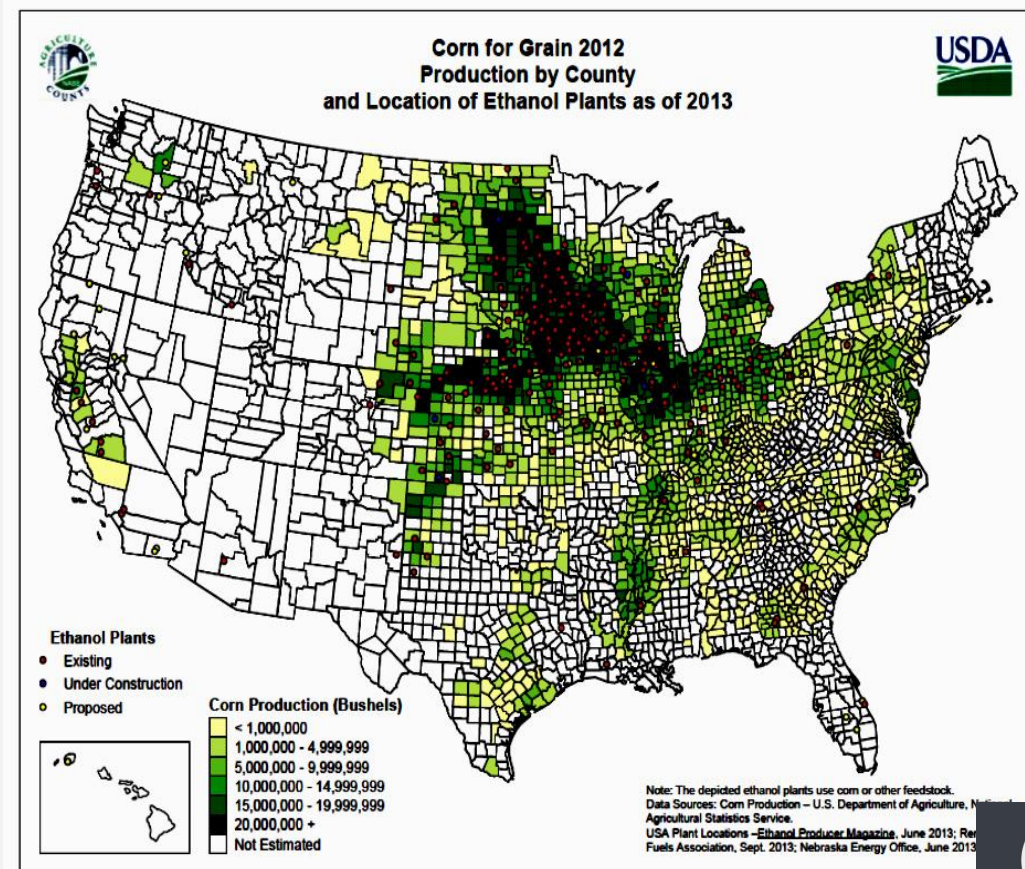 AGRICULTURE
COUNTS
Corn for Grain 2012
Production by County
and Location of Ethanol Plants as of 2013
USDA
Ethanol Plants
Existing
Under Construction
Proposed
Corn Production (Bushels)
< 1,000,000
1,000,000 - 4,999,999
5,000,000 - 9,999,999
10,000,000 - 14,999,999
15,000,000 - 19,999,999
20,000,000 +
Not Estimated
Note: The depicted ethanol plants use corn or other feedstock.
Data Sources: Corn Production – U.S. Department of Agriculture,
Agricultural Statistics Service.
USA Plant Locations –Ethanol Producer Magazine, June 2013;
Fuels Association, Sept. 2013; Nebraska Energy Office, June 2013